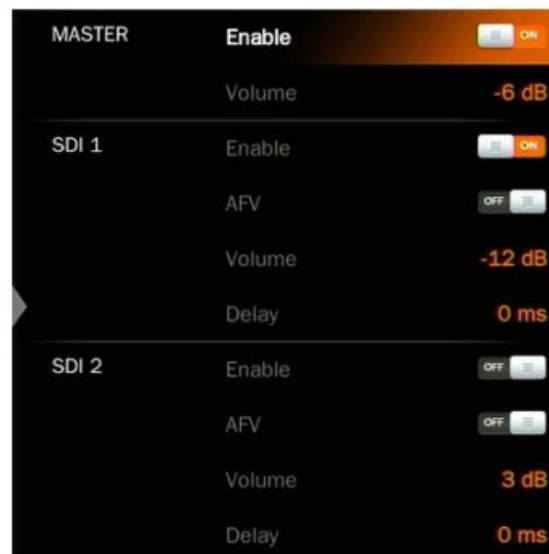 MASTER Enable ON
Volume -6 dB
SDI 1 Enable ON
AFV OFF
Volume -12 dB
Delay 0 ms
SDI 2 Enable OFF
AFV OFF
Volume 3 dB
Delay 0 ms